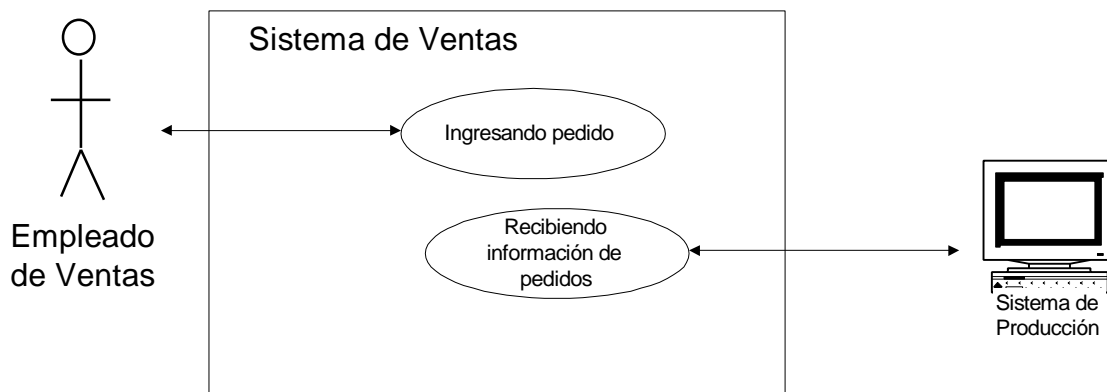 Sistema de Ventas
Ingresando pedido
Recibiendo
información de
pedidos
Empleado
de Ventas
Sistema de
Producción